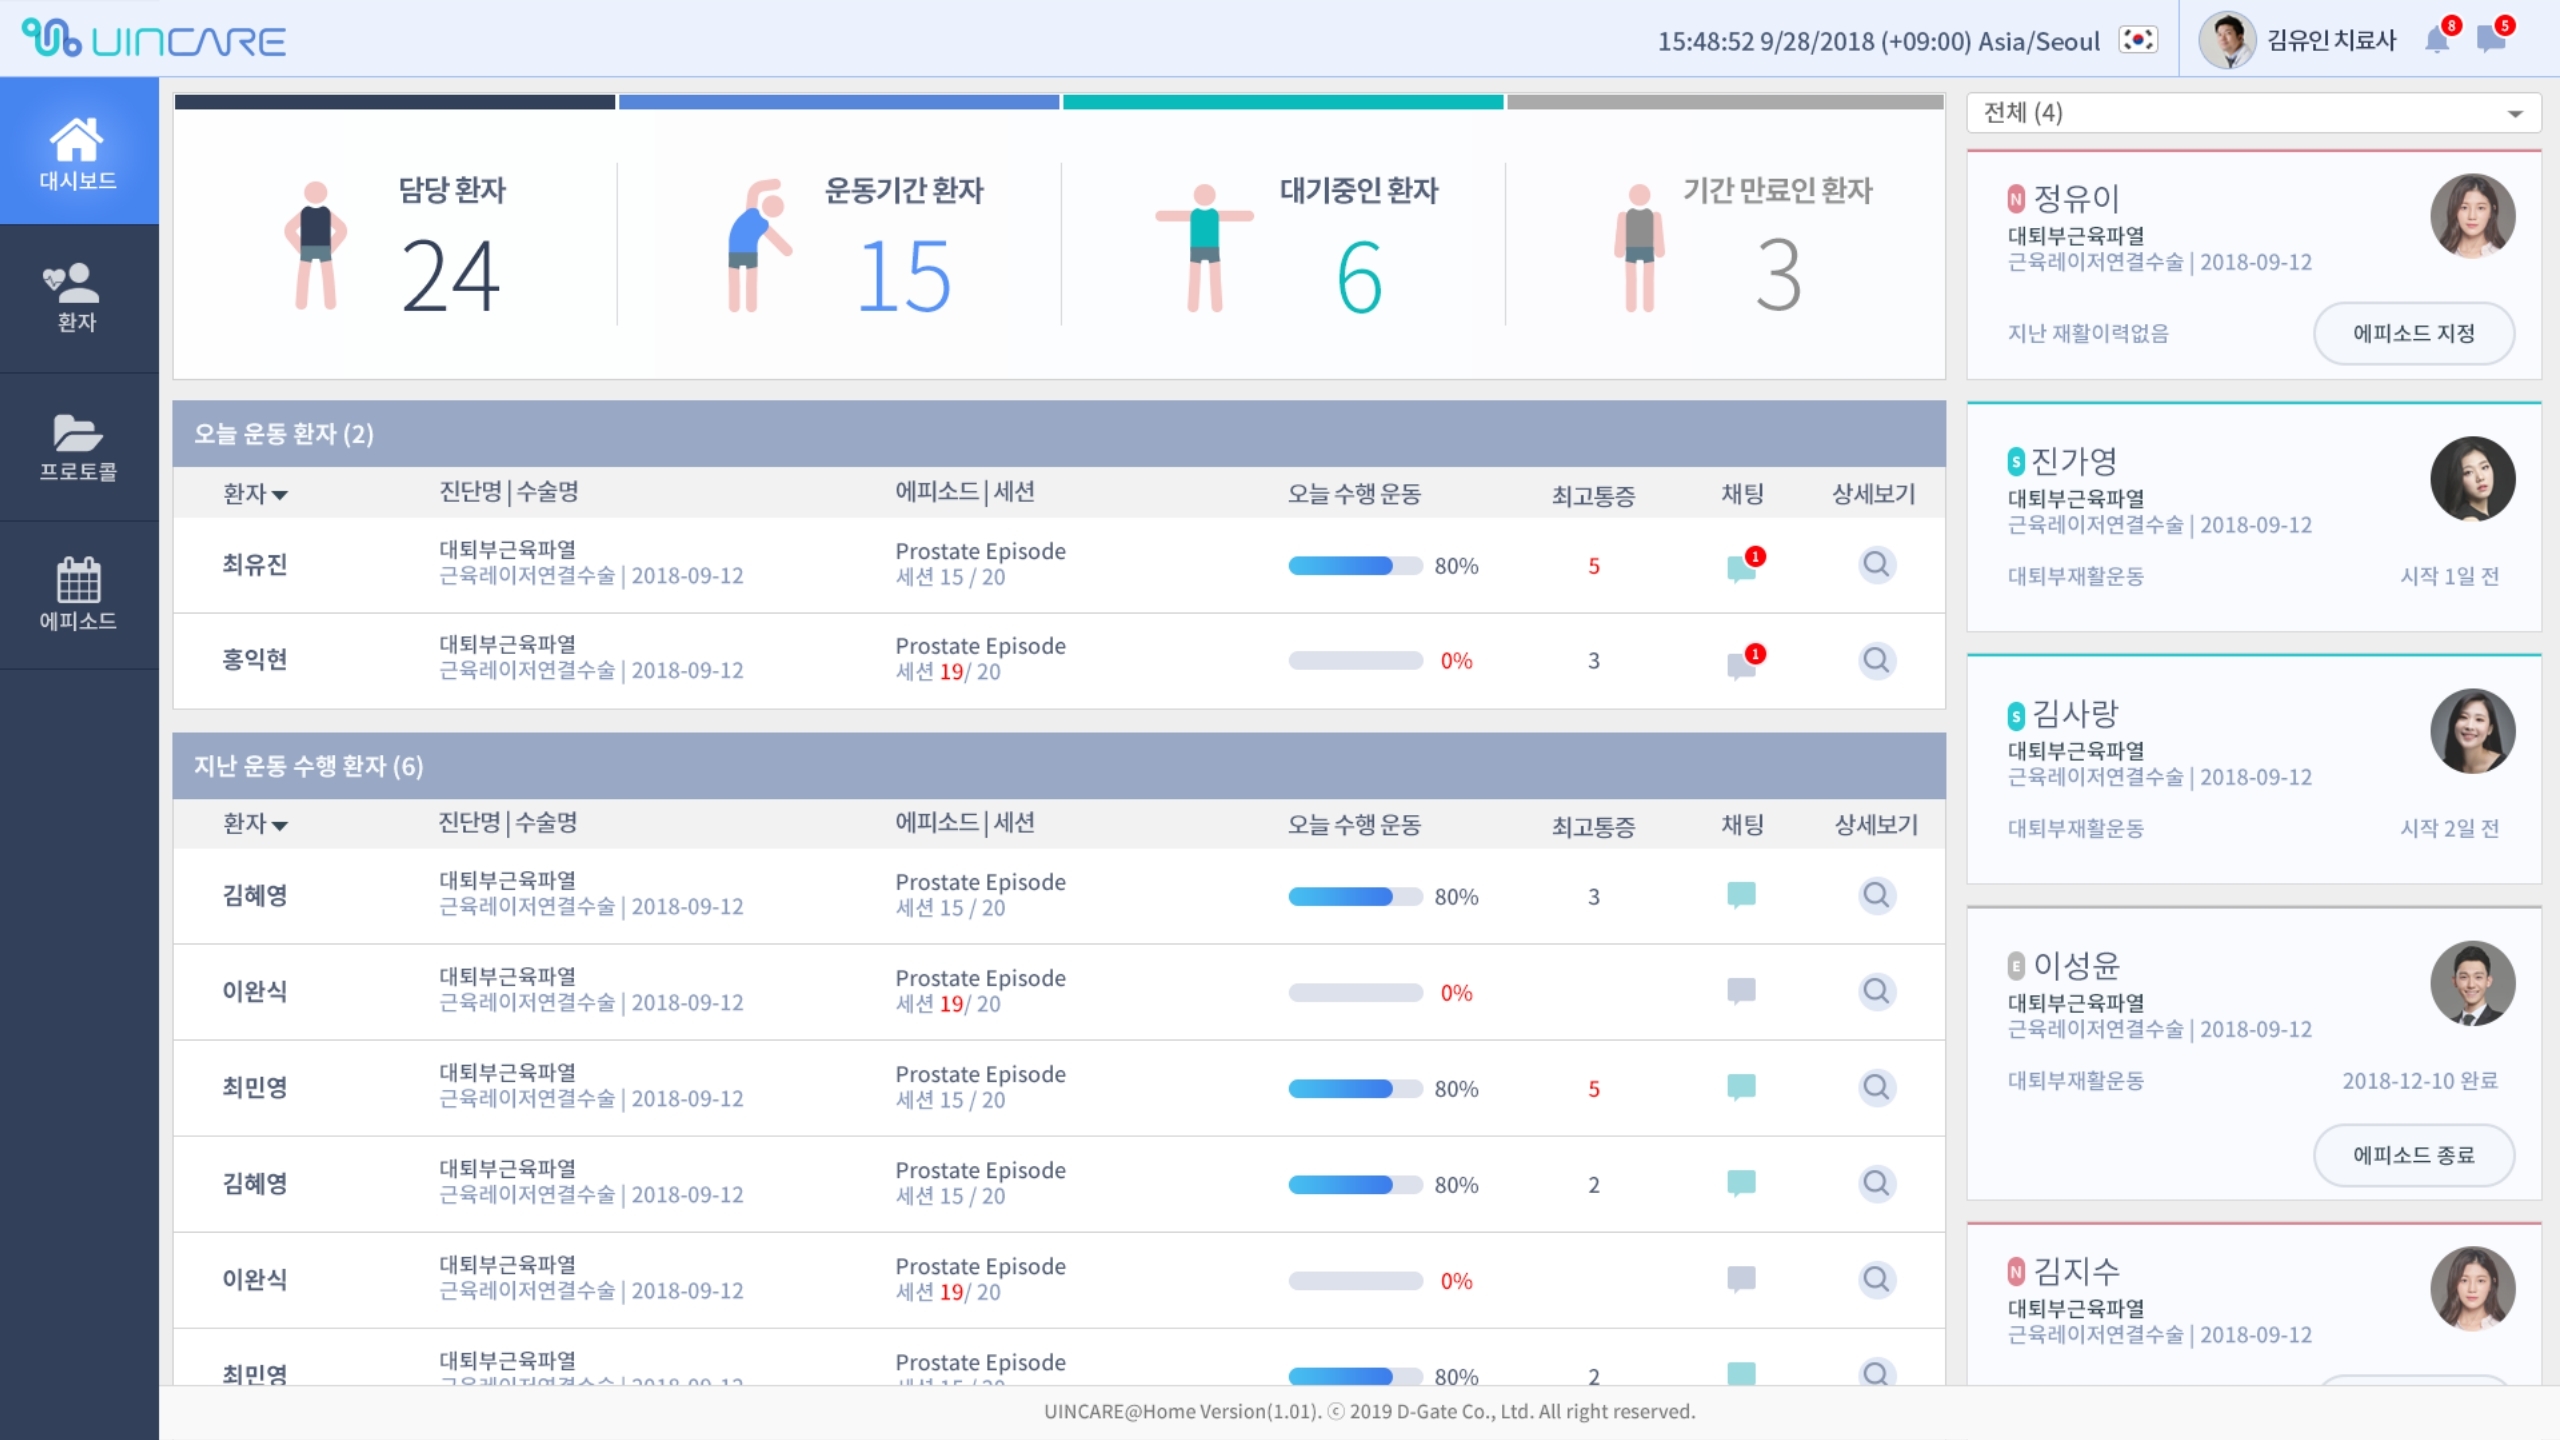 UINCARE
15:48:52 9/28/2018 (+09:00) Asia/Seoul
김유인 치료사
8
5
대시보드
환자
프로토콜
에피소드
담당 환자
24
운동기간 환자
15
대기중인 환자
6
기간 만료인 환자
3
오늘 운동 환자 (2)
환자 진단명 | 수술명 에피소드 | 세션 오늘 수행 운동 최고통증 채팅 상세보기
최유진 대퇴부근육파열 Prostate Episode 80% 5 1
근육레이저연결수술 | 2018-09-12 세션 15 / 20
홍익현 대퇴부근육파열 Prostate Episode 0% 3 1
근육레이저연결수술 | 2018-09-12 세션 19/ 20
지난 운동 수행 환자 (6)
환자 진단명 | 수술명 에피소드 | 세션 오늘 수행 운동 최고통증 채팅 상세보기
김혜영 대퇴부근육파열 Prostate Episode 80% 3
근육레이저연결수술 | 2018-09-12 세션 15 / 20
이완식 대퇴부근육파열 Prostate Episode 0%
근육레이저연결수술 | 2018-09-12 세션 19/ 20
최민영 대퇴부근육파열 Prostate Episode 80% 5
근육레이저연결수술 | 2018-09-12 세션 15 / 20
김혜영 대퇴부근육파열 Prostate Episode 80% 2
근육레이저연결수술 | 2018-09-12 세션 15 / 20
이완식 대퇴부근육파열 Prostate Episode 0%
근육레이저연결수술 | 2018-09-12 세션 19/ 20
최민영 대퇴부근육파열 Prostate Episode 80% 2
전체 (4)
N 정유이
대퇴부근육파열
근육레이저연결수술 | 2018-09-12
지난 재활이력없음
에피소드 지정
S 진가영
대퇴부근육파열
근육레이저연결수술 | 2018-09-12
대퇴부재활운동 시작 1일 전
S 김사랑
대퇴부근육파열
근육레이저연결수술 | 2018-09-12
대퇴부재활운동 시작 2일 전
E 이성윤
대퇴부근육파열
근육레이저연결수술 | 2018-09-12
대퇴부재활운동 2018-12-10 완료
에피소드 종료
N 김지수
대퇴부근육파열
근육레이저연결수술 | 2018-09-12
UINCARE@Home Version(1.01). ⓒ 2019 D-Gate Co., Ltd. All right reserved.